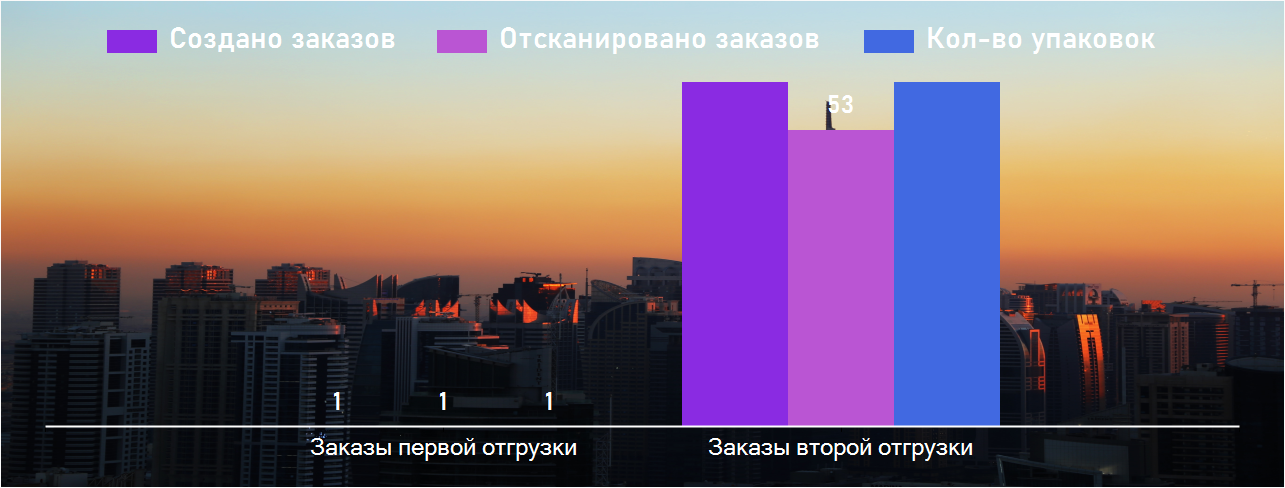 Создано заказов Отсканировано заказов Кол-во упаковок
53
1 1 1
Заказы первой отгрузки Заказы второй отгрузки